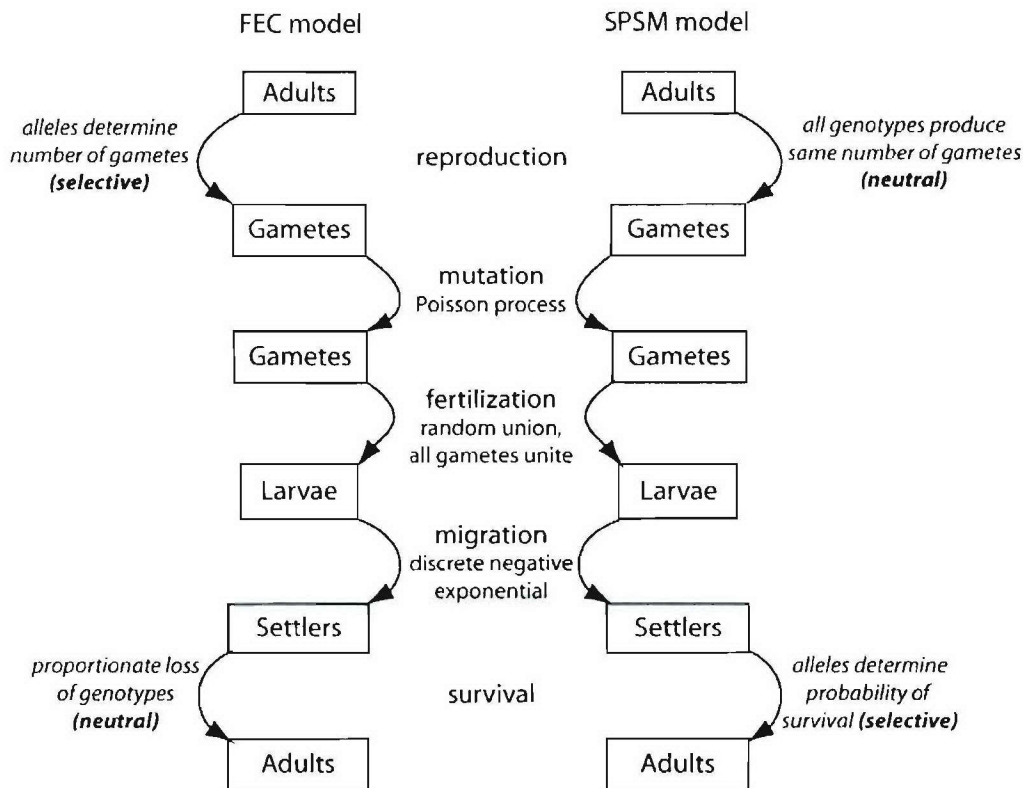 FEC model
SPSM model
Adults
Adults
alleles determine
number of gametes
(selective)
reproduction
all genotypes produce
same number of gametes
(neutral)
Gametes
Gametes
mutation
Poisson process
Gametes
Gametes
fertilization
random union,
all gametes unite
Larvae
Larvae
migration
discrete negative
exponential
Settlers
Settlers
proportionate loss
of genotypes
(neutral)
survival
alleles determine
probability of
survival (selective)
Adults
Adults